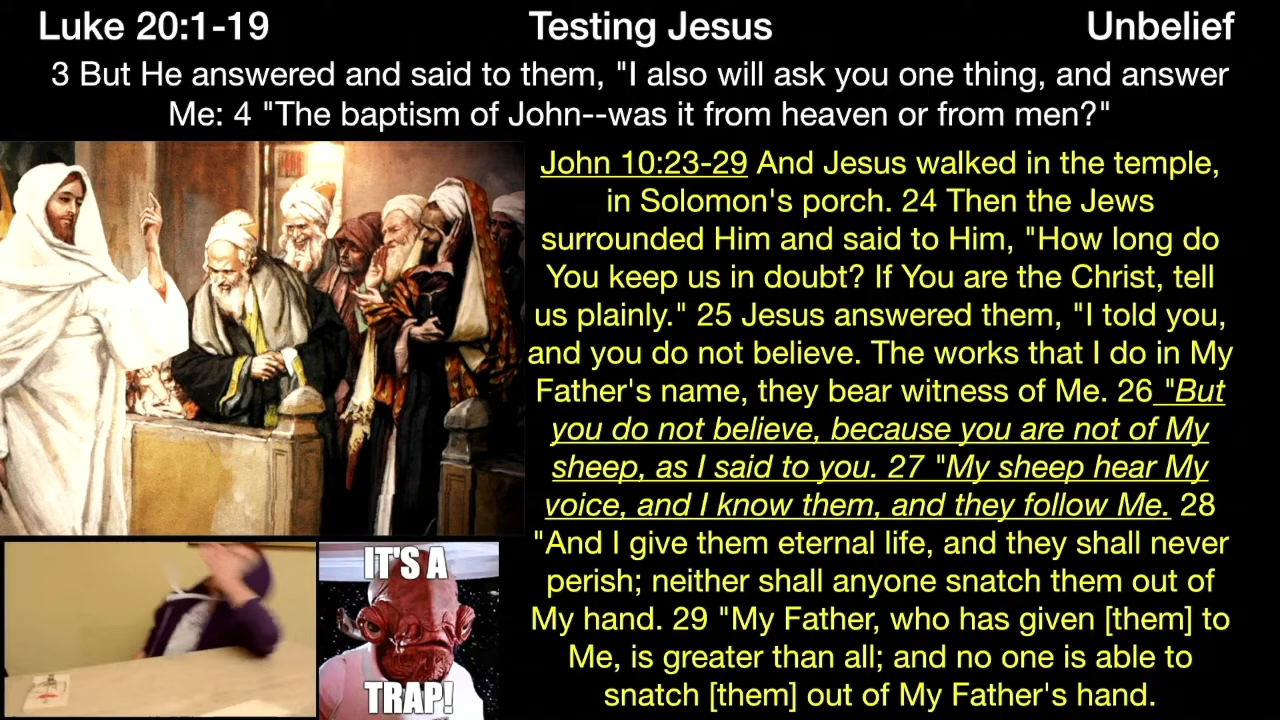 Luke 20:1-19 Testing Jesus Unbelief
3 But He answered and said to them, "I also will ask you one thing, and answer
Me: 4 "The baptism of John--was it from heaven or from men?"
John 10:23-29 And Jesus walked in the temple,
in Solomon's porch. 24 Then the Jews
surrounded Him and said to Him, "How long do
You keep us in doubt? If You are the Christ, tell
us plainly." 25 Jesus answered them, "I told you,
and you do not believe. The works that I do in My
Father's name, they bear witness of Me. 26 "But
you do not believe, because you are not of My
sheep, as I said to you. 27 "My sheep hear My
voice, and I know them, and they follow Me. 28
"And I give them eternal life, and they shall never
perish; neither shall anyone snatch them out of
My hand. 29 "My Father, who has given [them] to
Me, is greater than all; and no one is able to
snatch [them] out of My Father's hand.
IT'S A
TRAP!